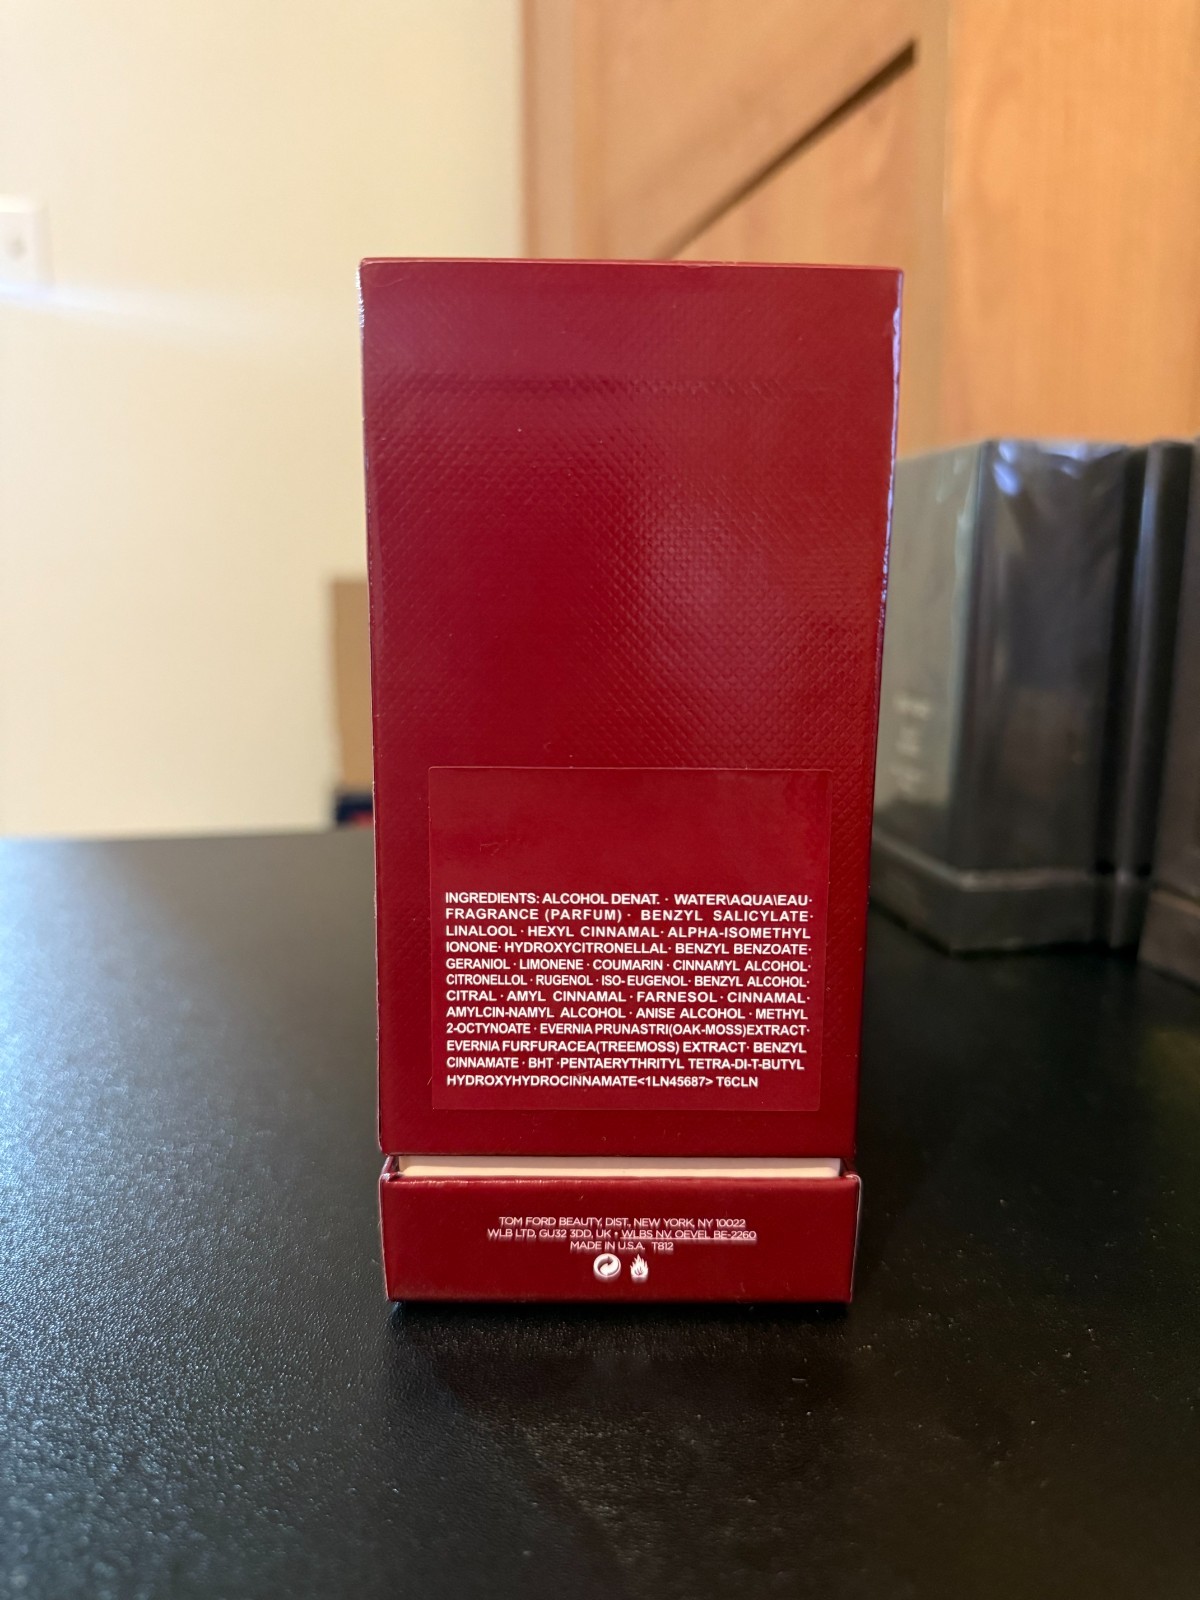 INGREDIENTS: ALCOHOL DENAT. · WATER\AQUA\EAU·
FRAGRANCE (PARFUM) · BENZYL SALICYLATE·
LINALOOL · HEXYL CINNAMAL· ALPHA-ISOMETHYL
IONONE· HYDROXYCITRONELLAL· BENZYL BENZOATE·
GERANIOL · LIMONENE · COUMARIN · CINNAMYL ALCOHOL·
CITRONELLOL · RUGENOL · ISO-EUGENOL· BENZYL ALCOHOL·
CITRAL · AMYL CINNAMAL · FARNESOL · CINNAMAL·
AMYLCIN-NAMYL ALCOHOL · ANISE ALCOHOL · METHYL
2-OCTYNOATE · EVERNIA PRUNASTRI(OAK-MOSS)EXTRACT·
EVERNIA FURFURACEA(TREEMOSS) EXTRACT· BENZYL
CINNAMATE · BHT ·PENTAERYTHRITYL TETRA-DI-T-BUTYL
HYDROXYHYDROCINNAMATE<1LN45687> T6CLN
TOM FORD BEAUTY, DIST., NEW YORK, NY 10022
WLB LTD, GU32 3DD, UK • WLBS NV. OEVEL BE-2260
MADE IN U.S.A. T812